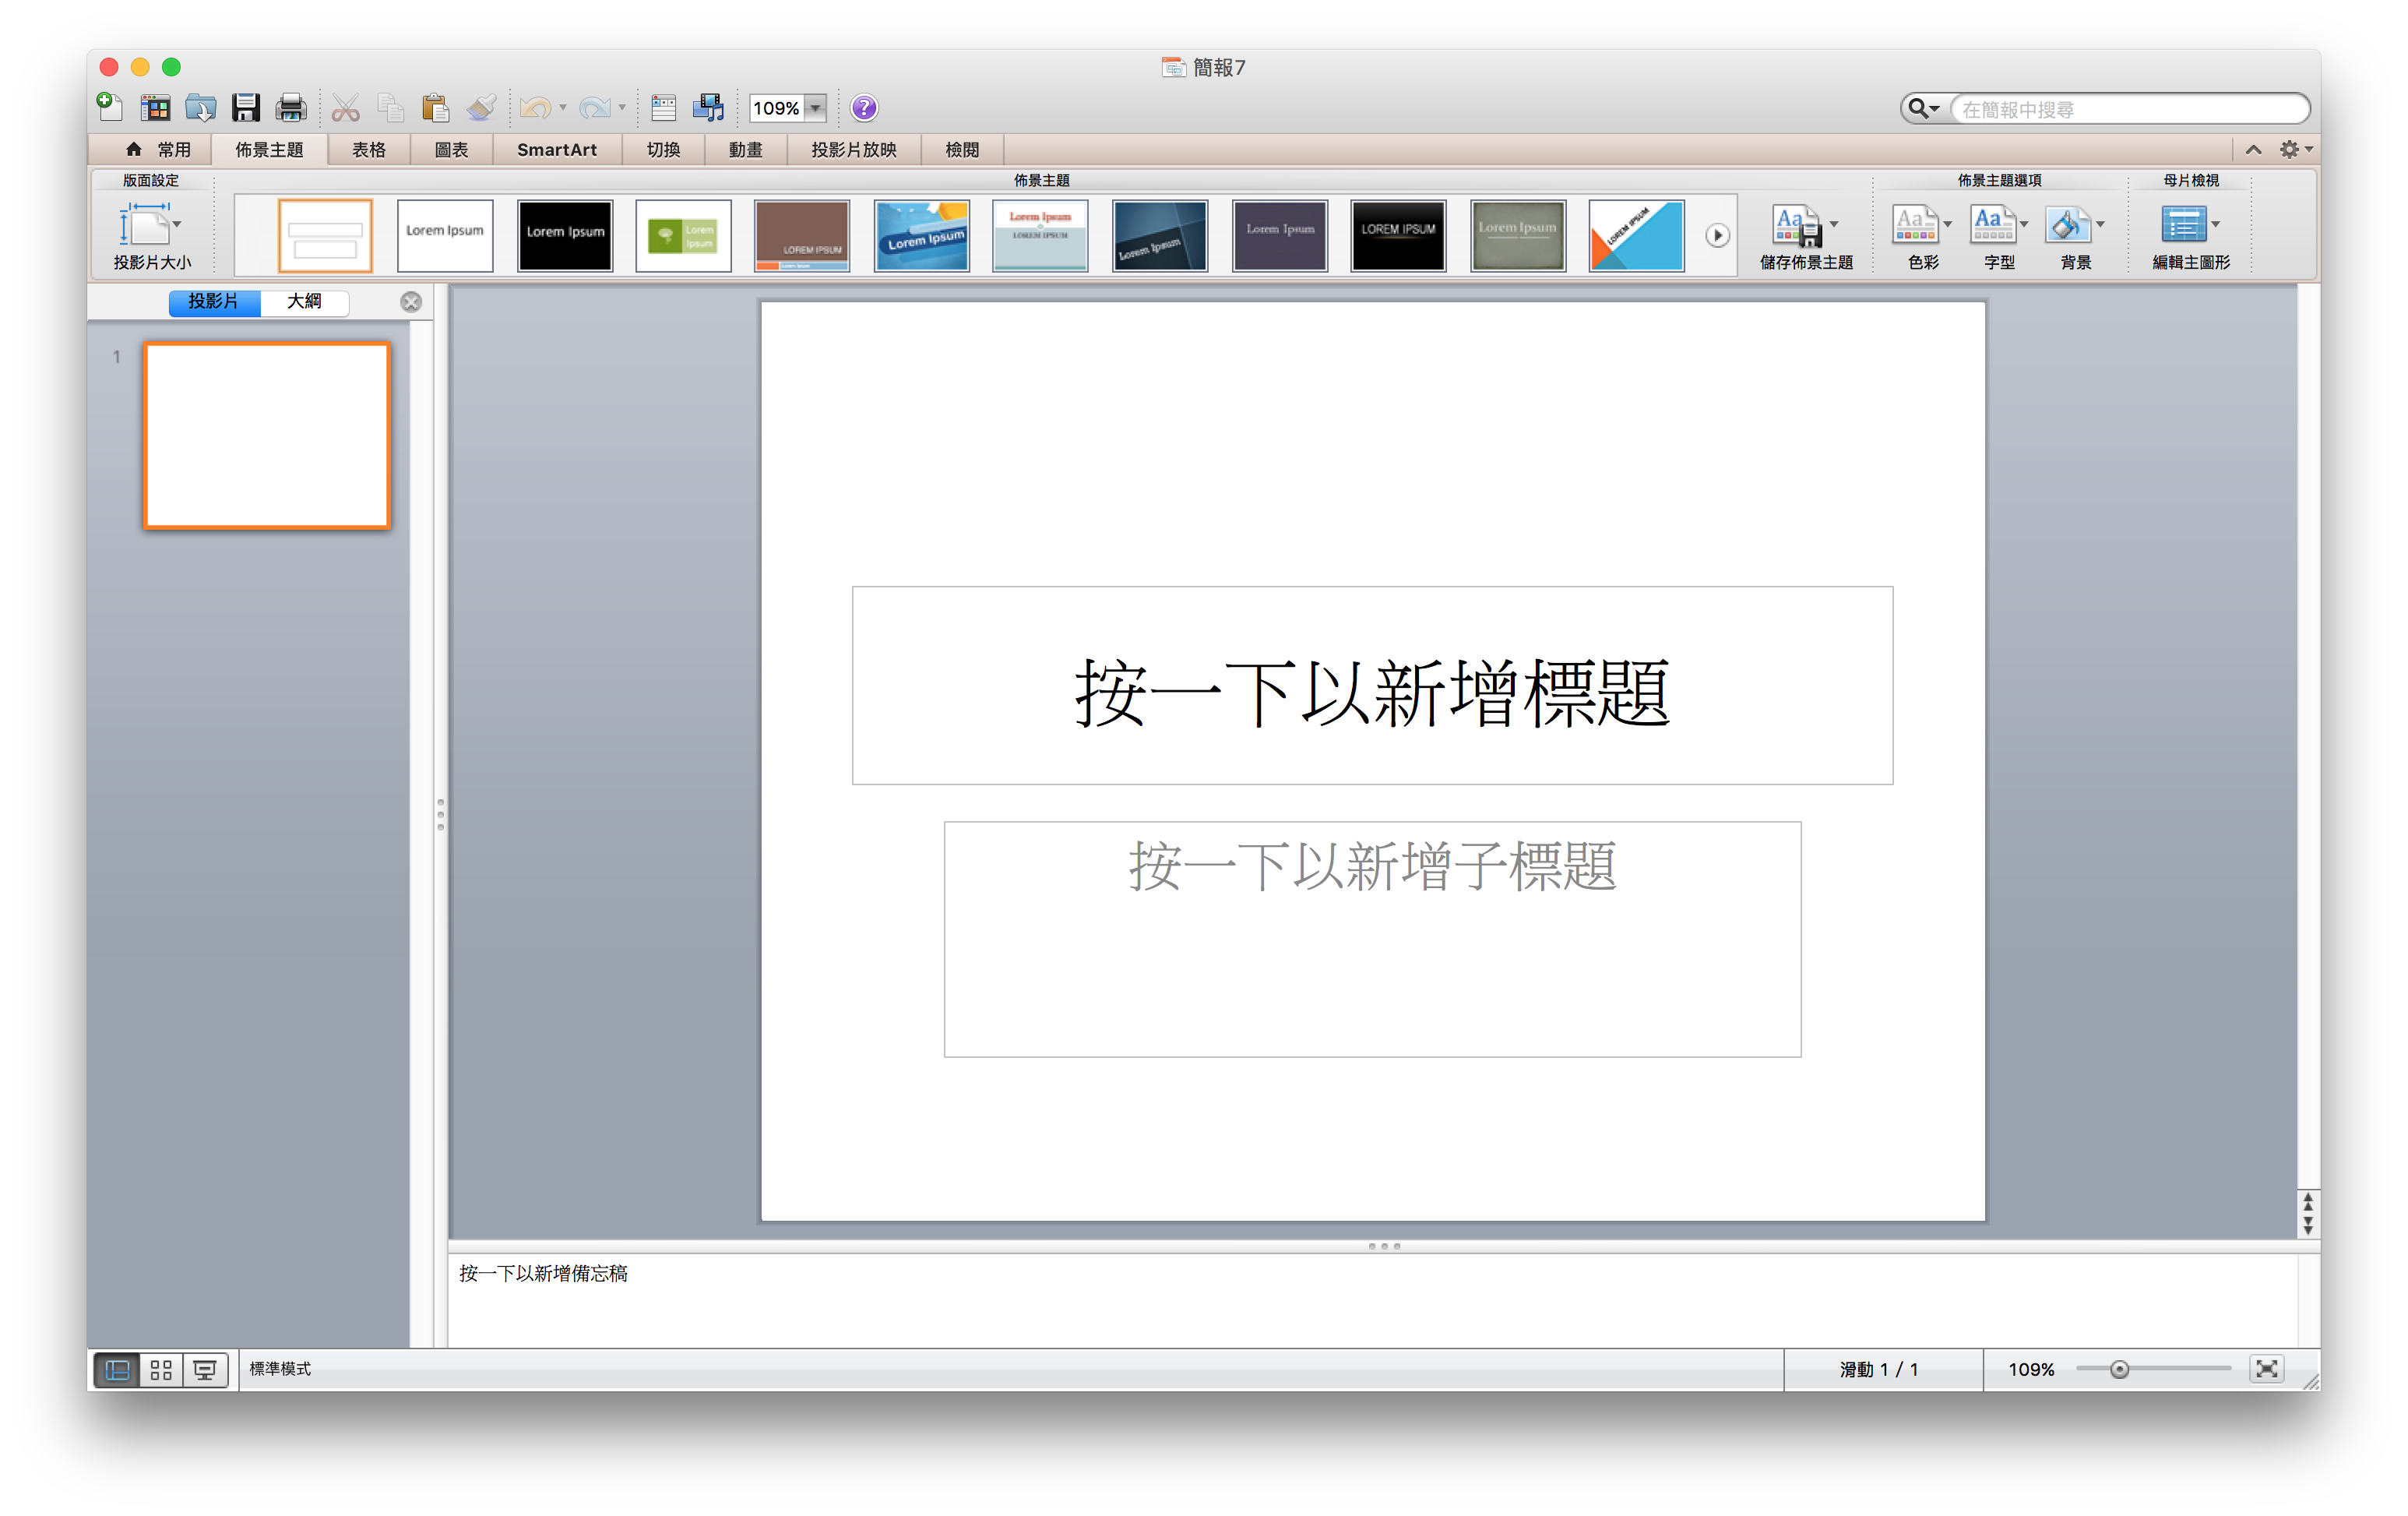 簡報7
109%
在簡報中搜尋
常用 佈景主題 表格 圖表 SmartArt 切換 動畫 投影片放映 檢閱
版面設定 佈景主題 佈景主題選項 母片檢視
Lorem Ipsum
Lorem Ipsum
Lorem Ipsum
LOREM IPSUM
Lorem Ipsum
Lorem Ipsum
Lorem Ipsum
LOREM IPSUM
Lorem Ipsum
Lorem Ipsum
LOREM IPSUM
Lorem Ipsum
LOREM IPSUM
Aa Aa Aa
投影片大小 儲存佈景主題 色彩 字型 背景 編輯主圖形
投影片 大綱
1
按一下以新增標題
按一下以新增子標題
按一下以新增備忘稿
標準模式 滑動 1 / 1 109%